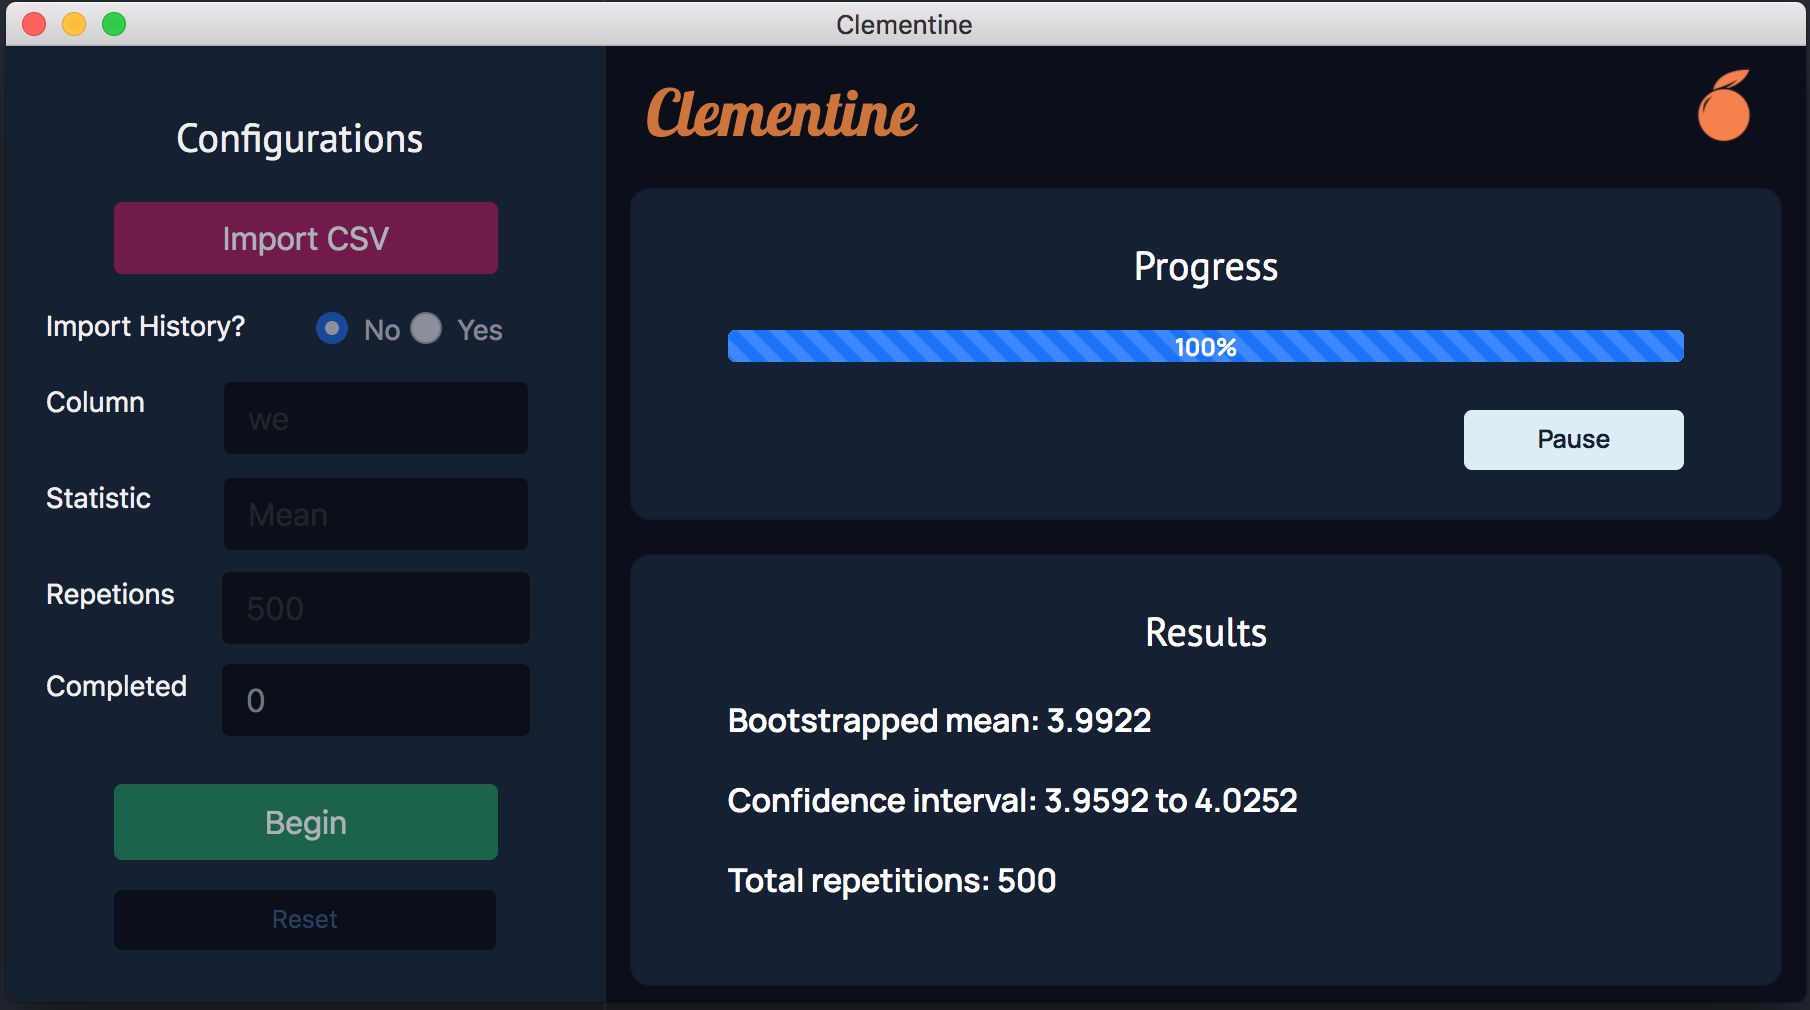 Clementine
Configurations
Import CSV
Import History? No Yes
Column we
Statistic Mean
Repetions 500
Completed 0
Begin
Reset
Clementine
Progress
100%
Pause
Results
Bootstrapped mean: 3.9922
Confidence interval: 3.9592 to 4.0252
Total repetitions: 500